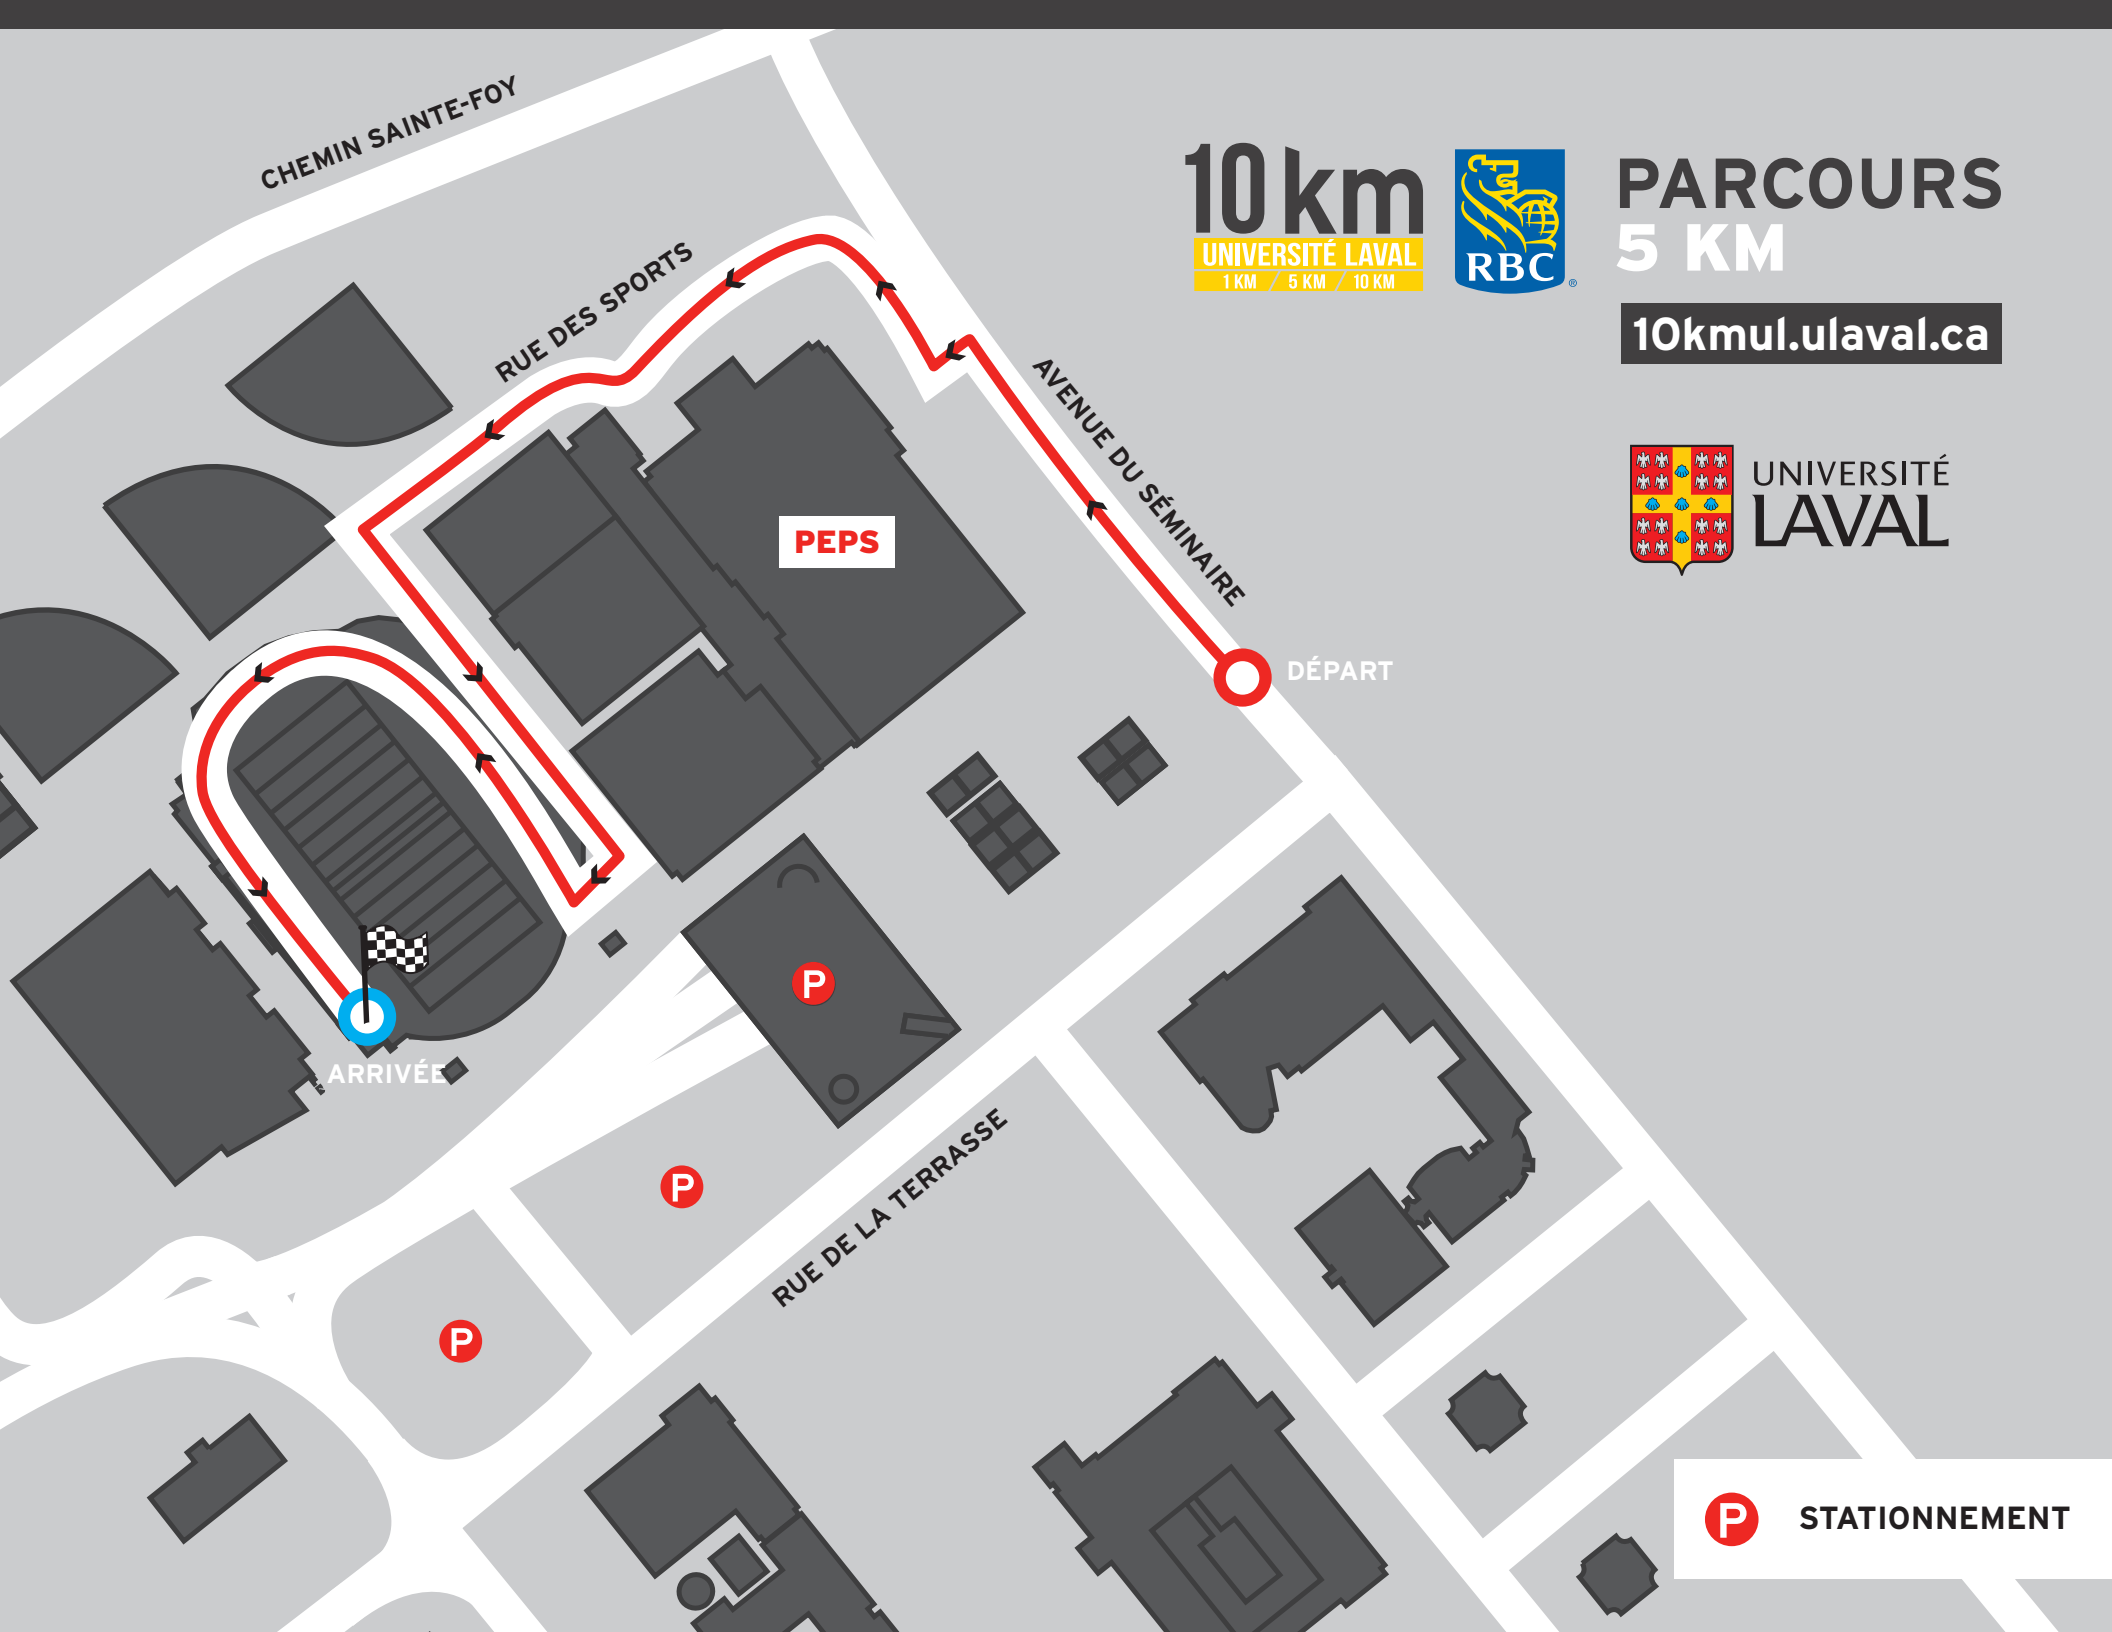 CHEMIN SAINTE-FOY
RUE DES SPORTS
10 km
UNIVERSITÉ LAVAL
1 KM / 5 KM / 10 KM
RBC
®
PARCOURS
5 KM
10kmul.ulaval.ca
UNIVERSITÉ
LAVAL
AVENUE DU SÉMINAIRE
PEPS
DÉPART
P
ARRIVÉE
P
RUE DE LA TERRASSE
P
P STATIONNEMENT